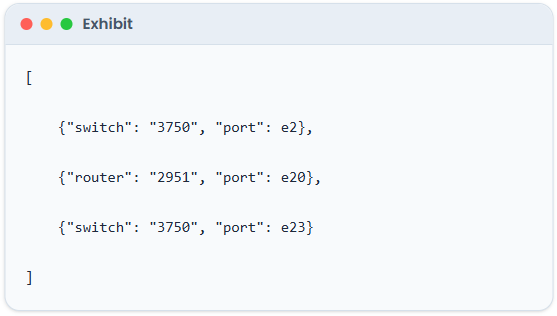 Exhibit
[
{"switch": "3750", "port": e2},
{"router": "2951", "port": e20},
{"switch": "3750", "port": e23}
]